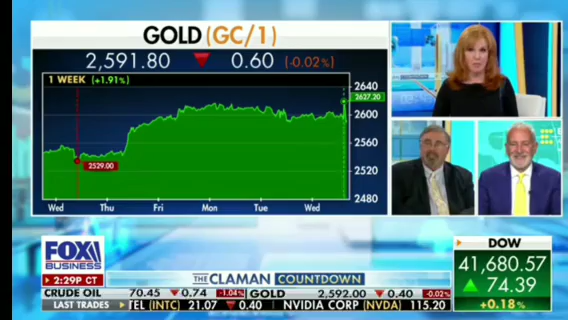 GOLD (GC/1)
2,591.80 ▼ 0.60 (-0.02%)
1 WEEK (+1.91%)
2640
2627.20
2600
2560
2529.00
2520
2480
Wed Thu Fri Mon Tue Wed
FOX
BUSINESS
2:29P CT
THE CLAMAN COUNTDOWN
DOW
41,680.57
▲ 74.39
+0.18%
CRUDE OIL 70.45 ▼ 0.74 -1.04% GOLD 2,592.00 ▼ 0.40 -0.02%
LAST TRADES TEL (INTC) 21.07 ▼ 0.40 NVIDIA CORP (NVDA) 115.20